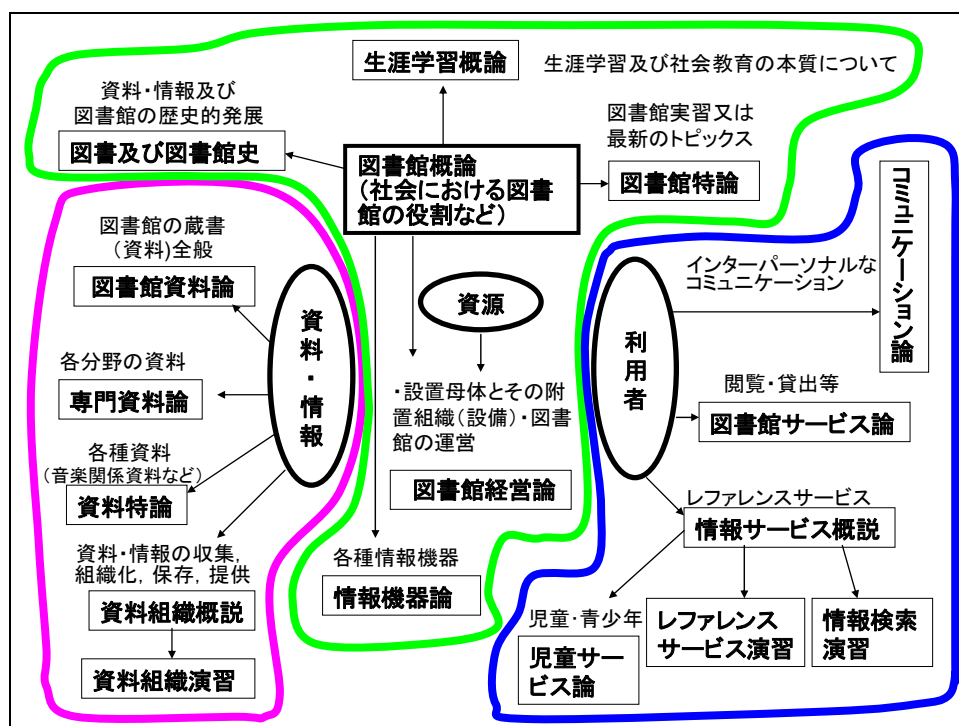 生涯学習概論
生涯学習及び社会教育の本質について
資料・情報及び
図書館の歴史的発展
図書及び図書館史
図書館概論
(社会における図書
館の役割など)
図書館実習又は
最新のトピックス
図書館特論
図書館の蔵書
(資料)全般
図書館資料論
各分野の資料
専門資料論
各種資料
(音楽関係資料など)
資料特論
資料・情報の収集,
組織化, 保存, 提供
資料組織概説
資料組織演習
資料・情報
資源
・設置母体とその附
置組織(設備)・図書
館の運営
図書館経営論
各種情報機器
情報機器論
利用者
インターパーソナルな
コミュニケーション
コミュニケーション論
閲覧・貸出等
図書館サービス論
レファレンスサービス
情報サービス概説
児童・青少年
児童サー
ビス論
レファレンス
サービス演習
情報検索
演習